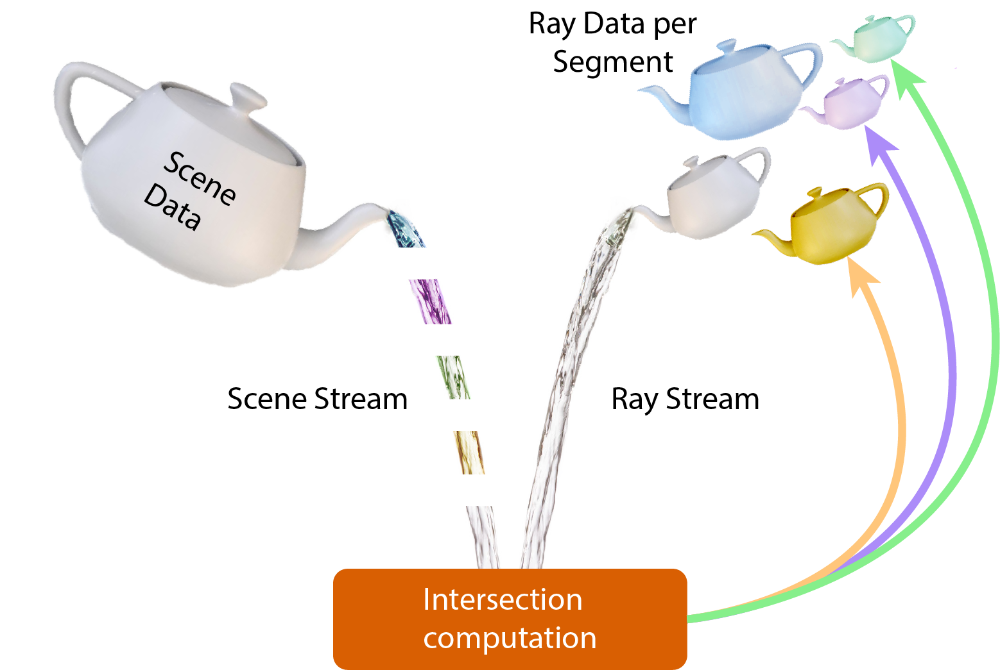 Ray Data per
Segment
Scene
Data
Scene Stream
Ray Stream
Intersection
computation